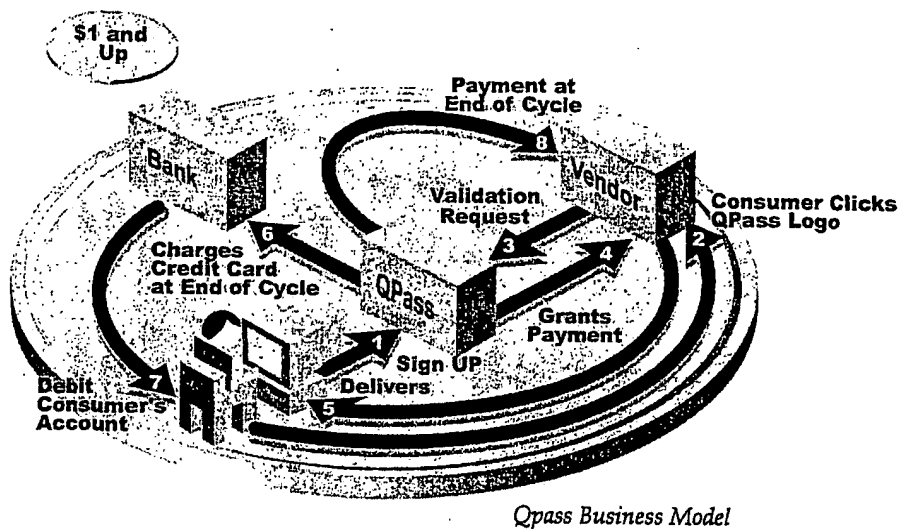 $1 and
Up
Payment at
End of Cycle
8
Bank
Vendor
Validation
Request
Consumer Clicks
QPass Logo
2
6
3
4
Charges
Credit Card
at End of Cycle
QPass
Grants
Payment
1
Sign UP
Delivers
7
5
Debit
Consumer's
Account
Qpass Business Model